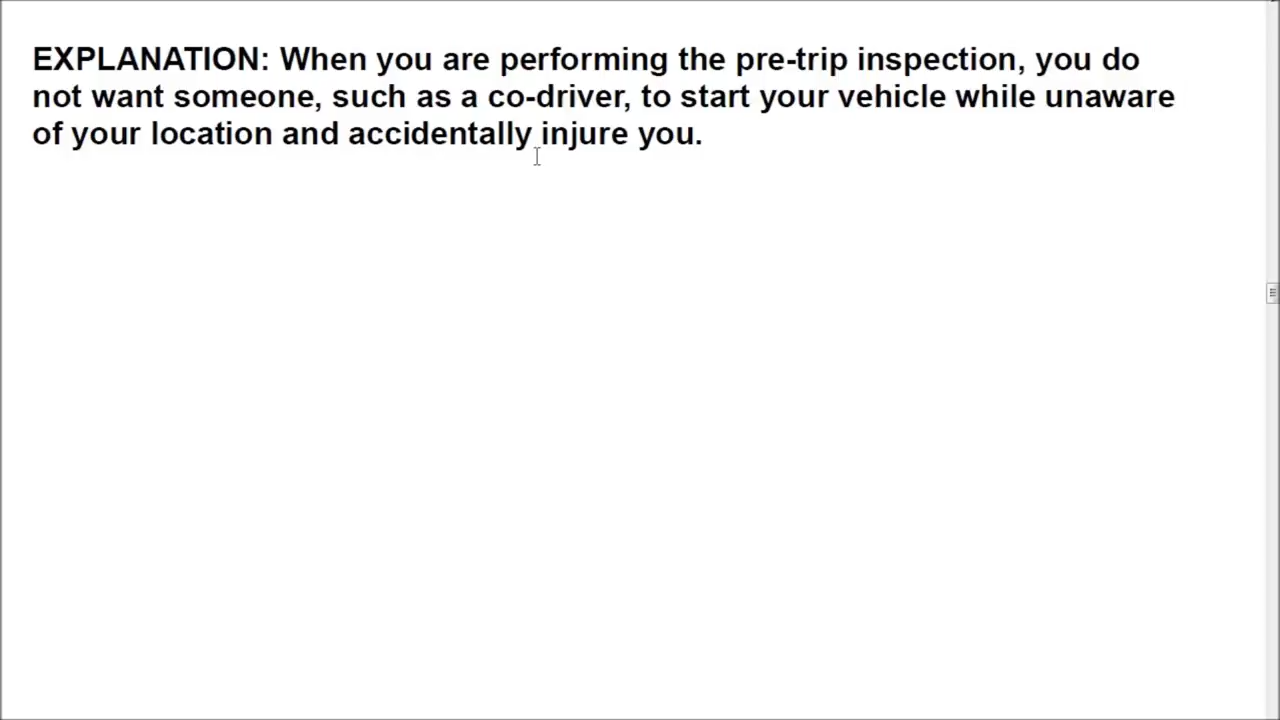 EXPLANATION: When you are performing the pre-trip inspection, you do
not want someone, such as a co-driver, to start your vehicle while unaware
of your location and accidentally injure you.